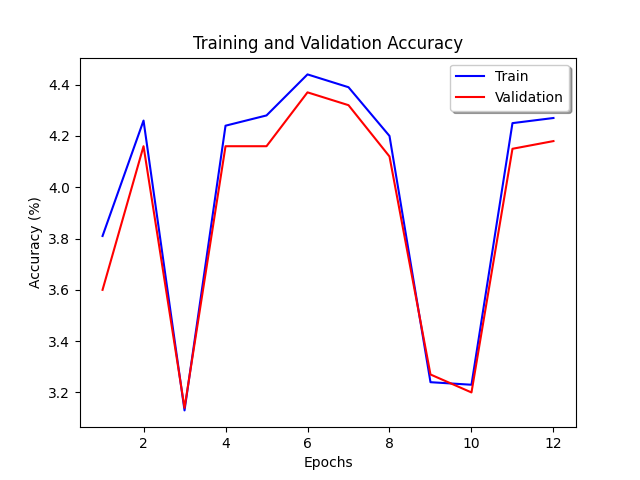 Training and Validation Accuracy
Train
Validation
4.4
4.2
4.0
3.8
3.6
3.4
3.2
Accuracy (%)
2 4 6 8 10 12
Epochs